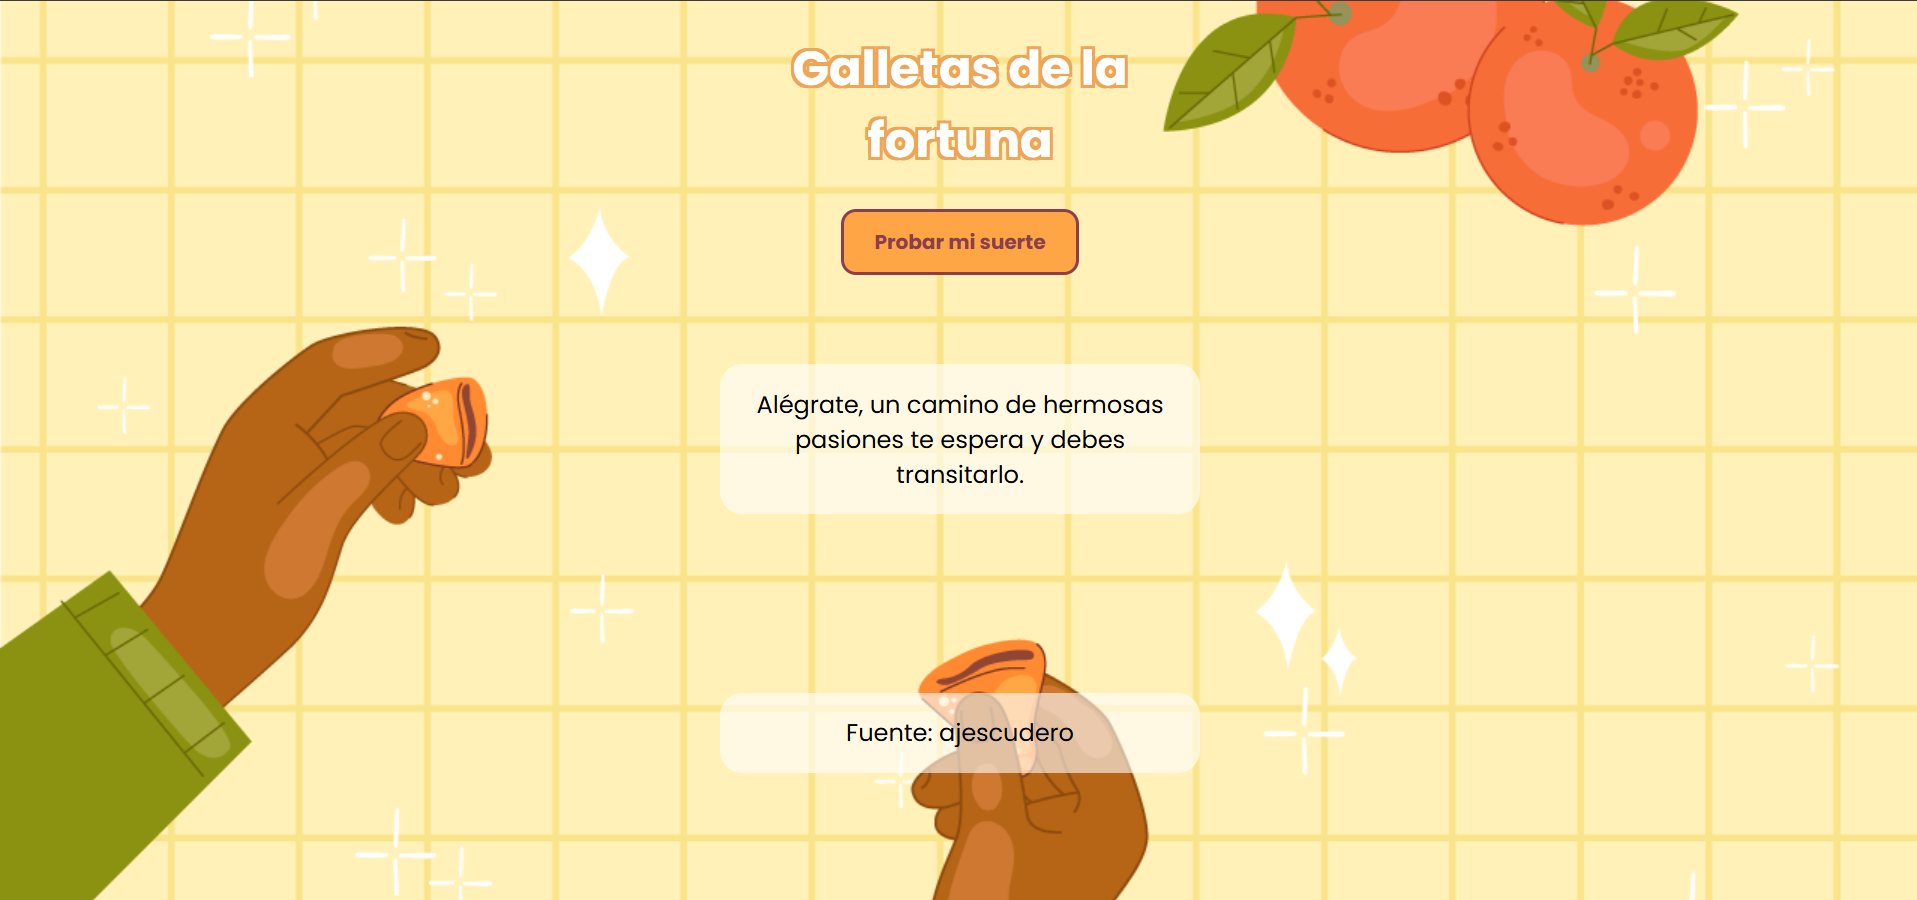 Galletas de la
fortuna
Probar mi suerte
Alégrate, un camino de hermosas
pasiones te espera y debes
transitarlo.
Fuente: ajescudero